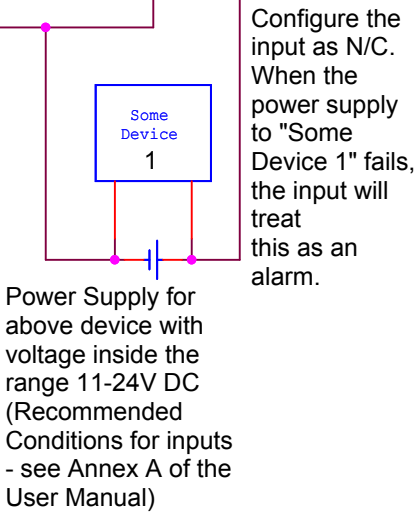 Configure the
input as N/C.
When the
power supply
to "Some
Device 1" fails,
the input will
treat
this as an
alarm.
Some
Device
1
Power Supply for
above device with
voltage inside the
range 11-24V DC
(Recommended
Conditions for inputs
- see Annex A of the
User Manual)